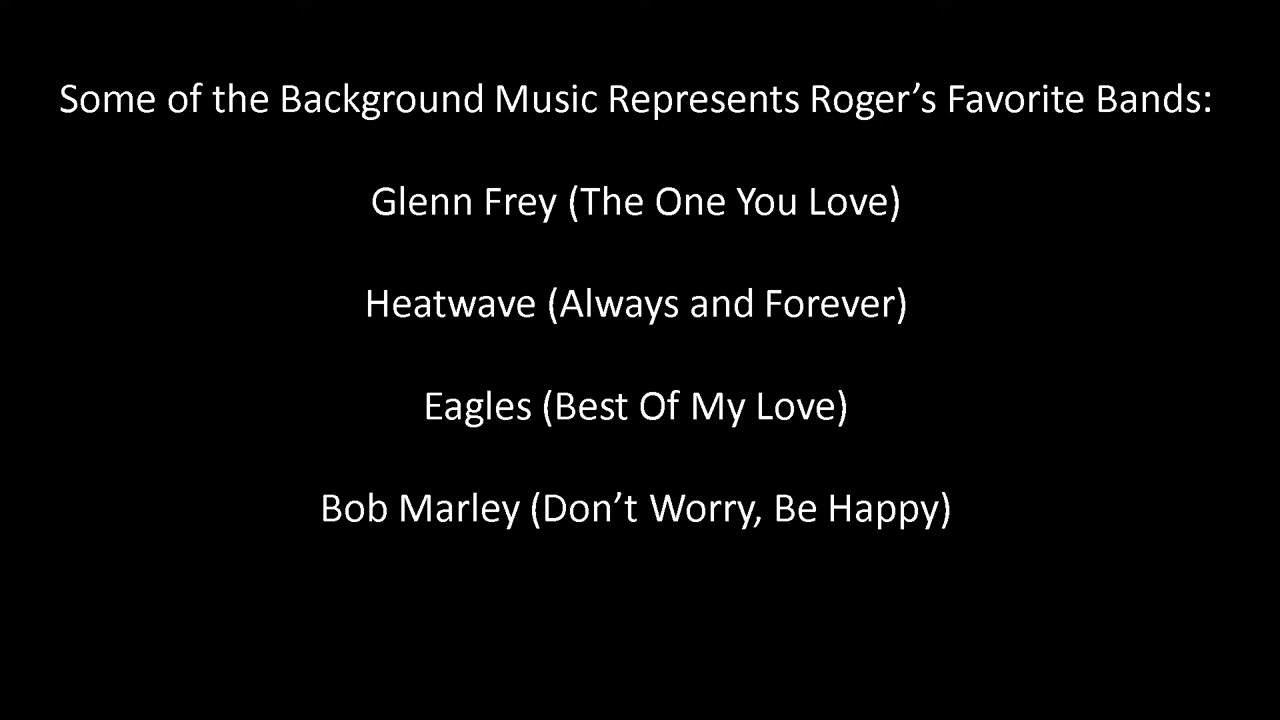 Some of the Background Music Represents Roger’s Favorite Bands:
Glenn Frey (The One You Love)
Heatwave (Always and Forever)
Eagles (Best Of My Love)
Bob Marley (Don’t Worry, Be Happy)